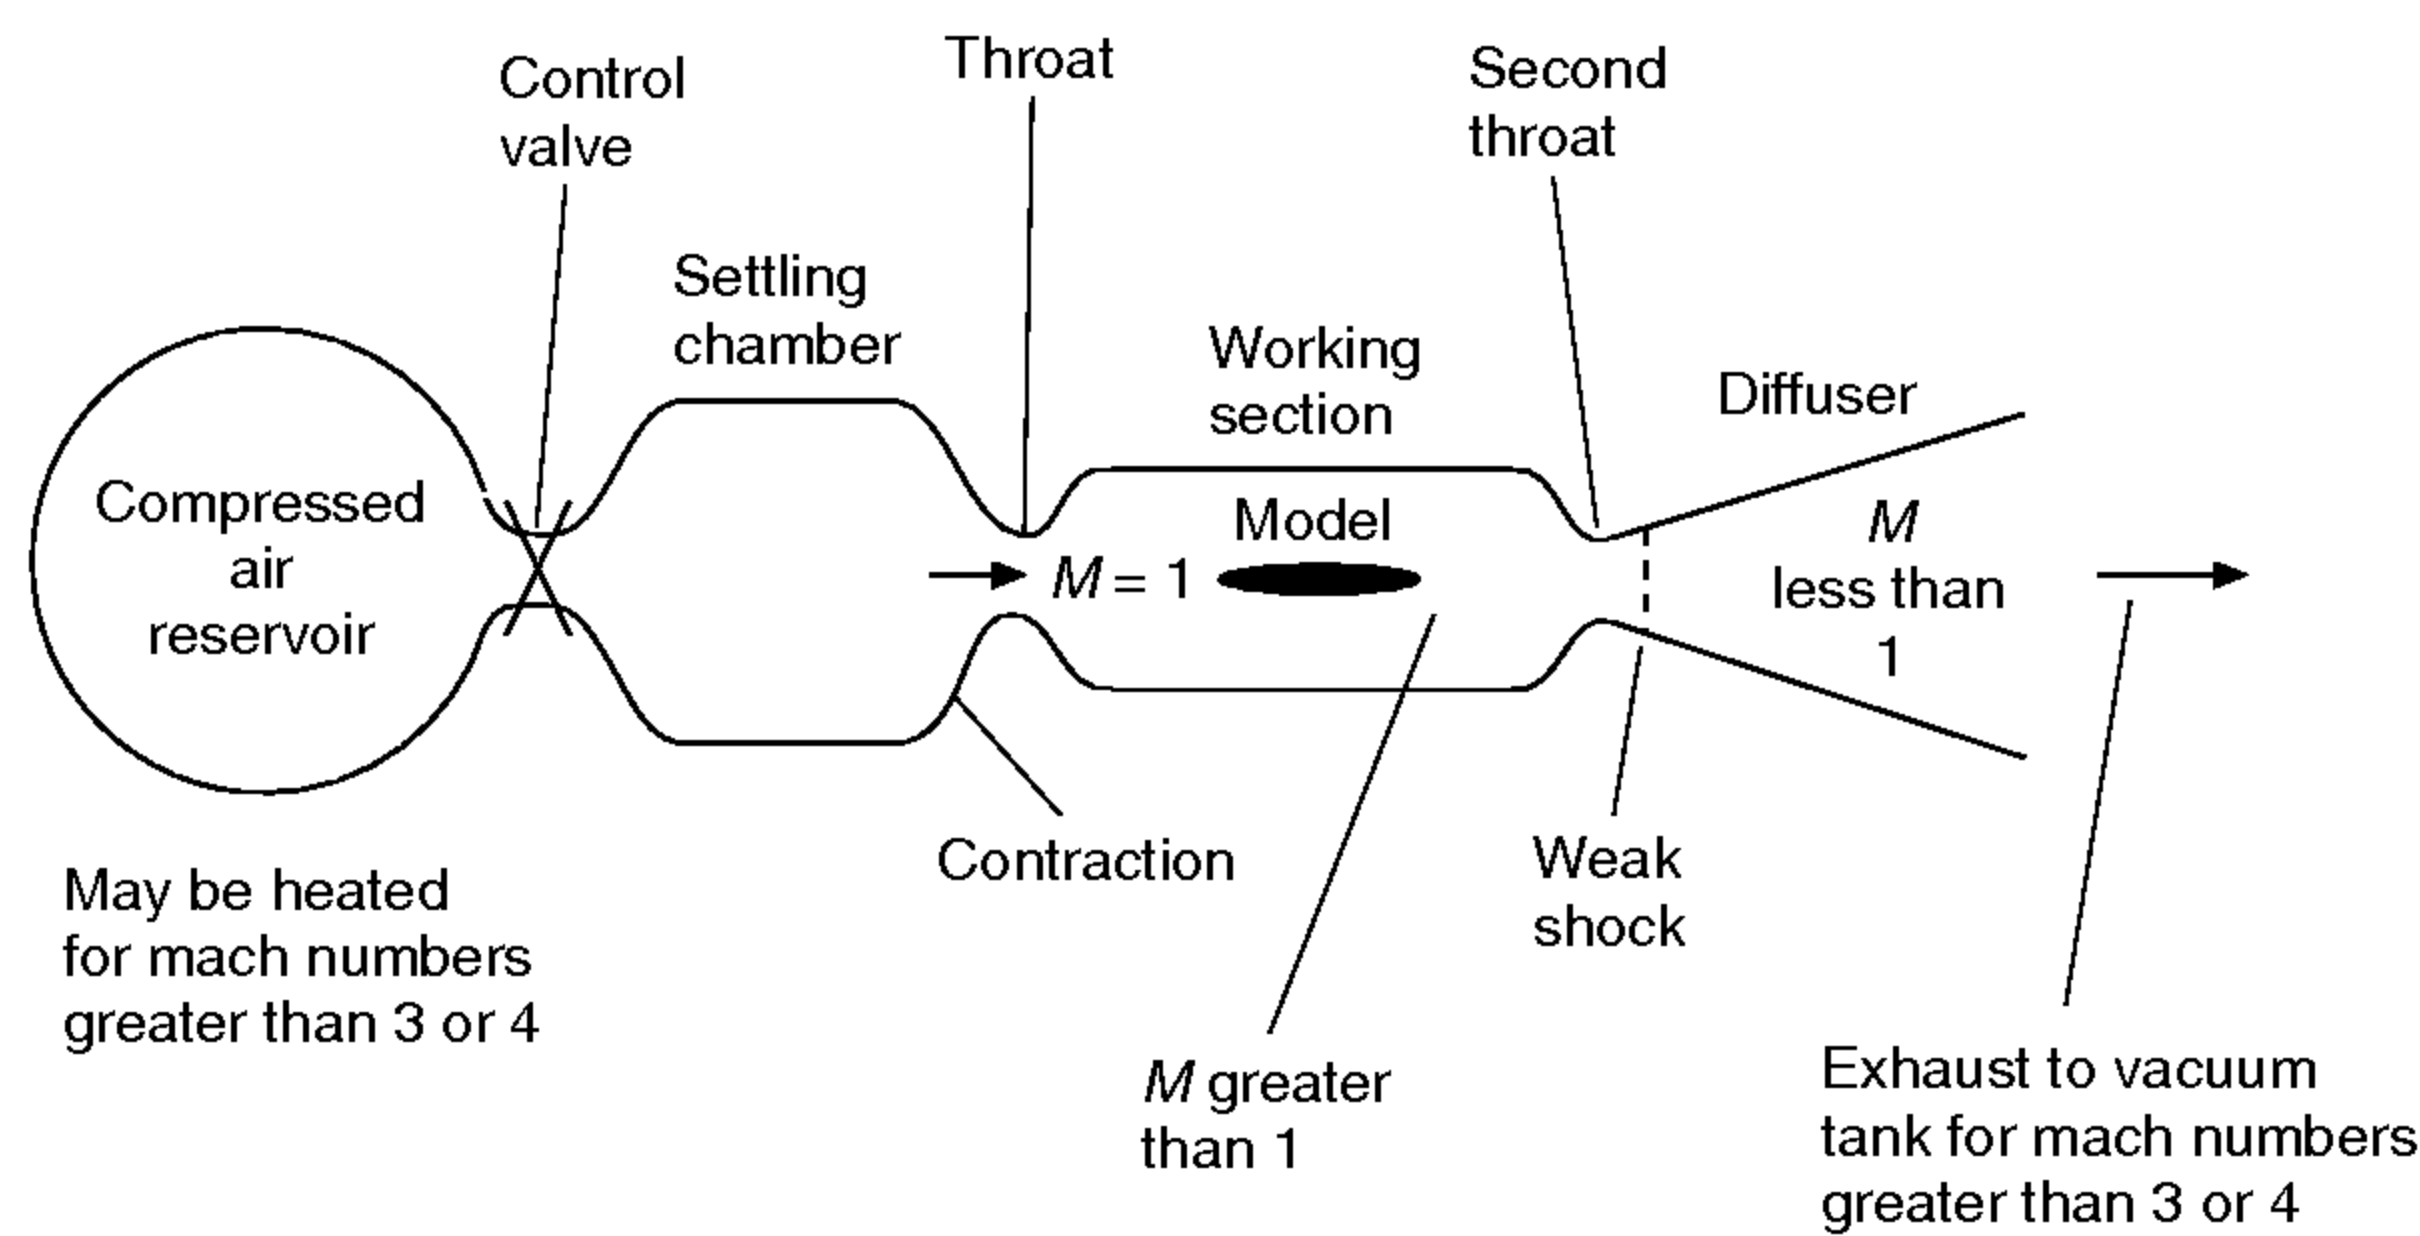 Control
valve
Throat
Second
throat
Settling
chamber
Working
section
Diffuser
Compressed
air
reservoir
M = 1
Model
M
less than
1
Contraction
Weak
shock
May be heated
for mach numbers
greater than 3 or 4
M greater
than 1
Exhaust to vacuum
tank for mach numbers
greater than 3 or 4